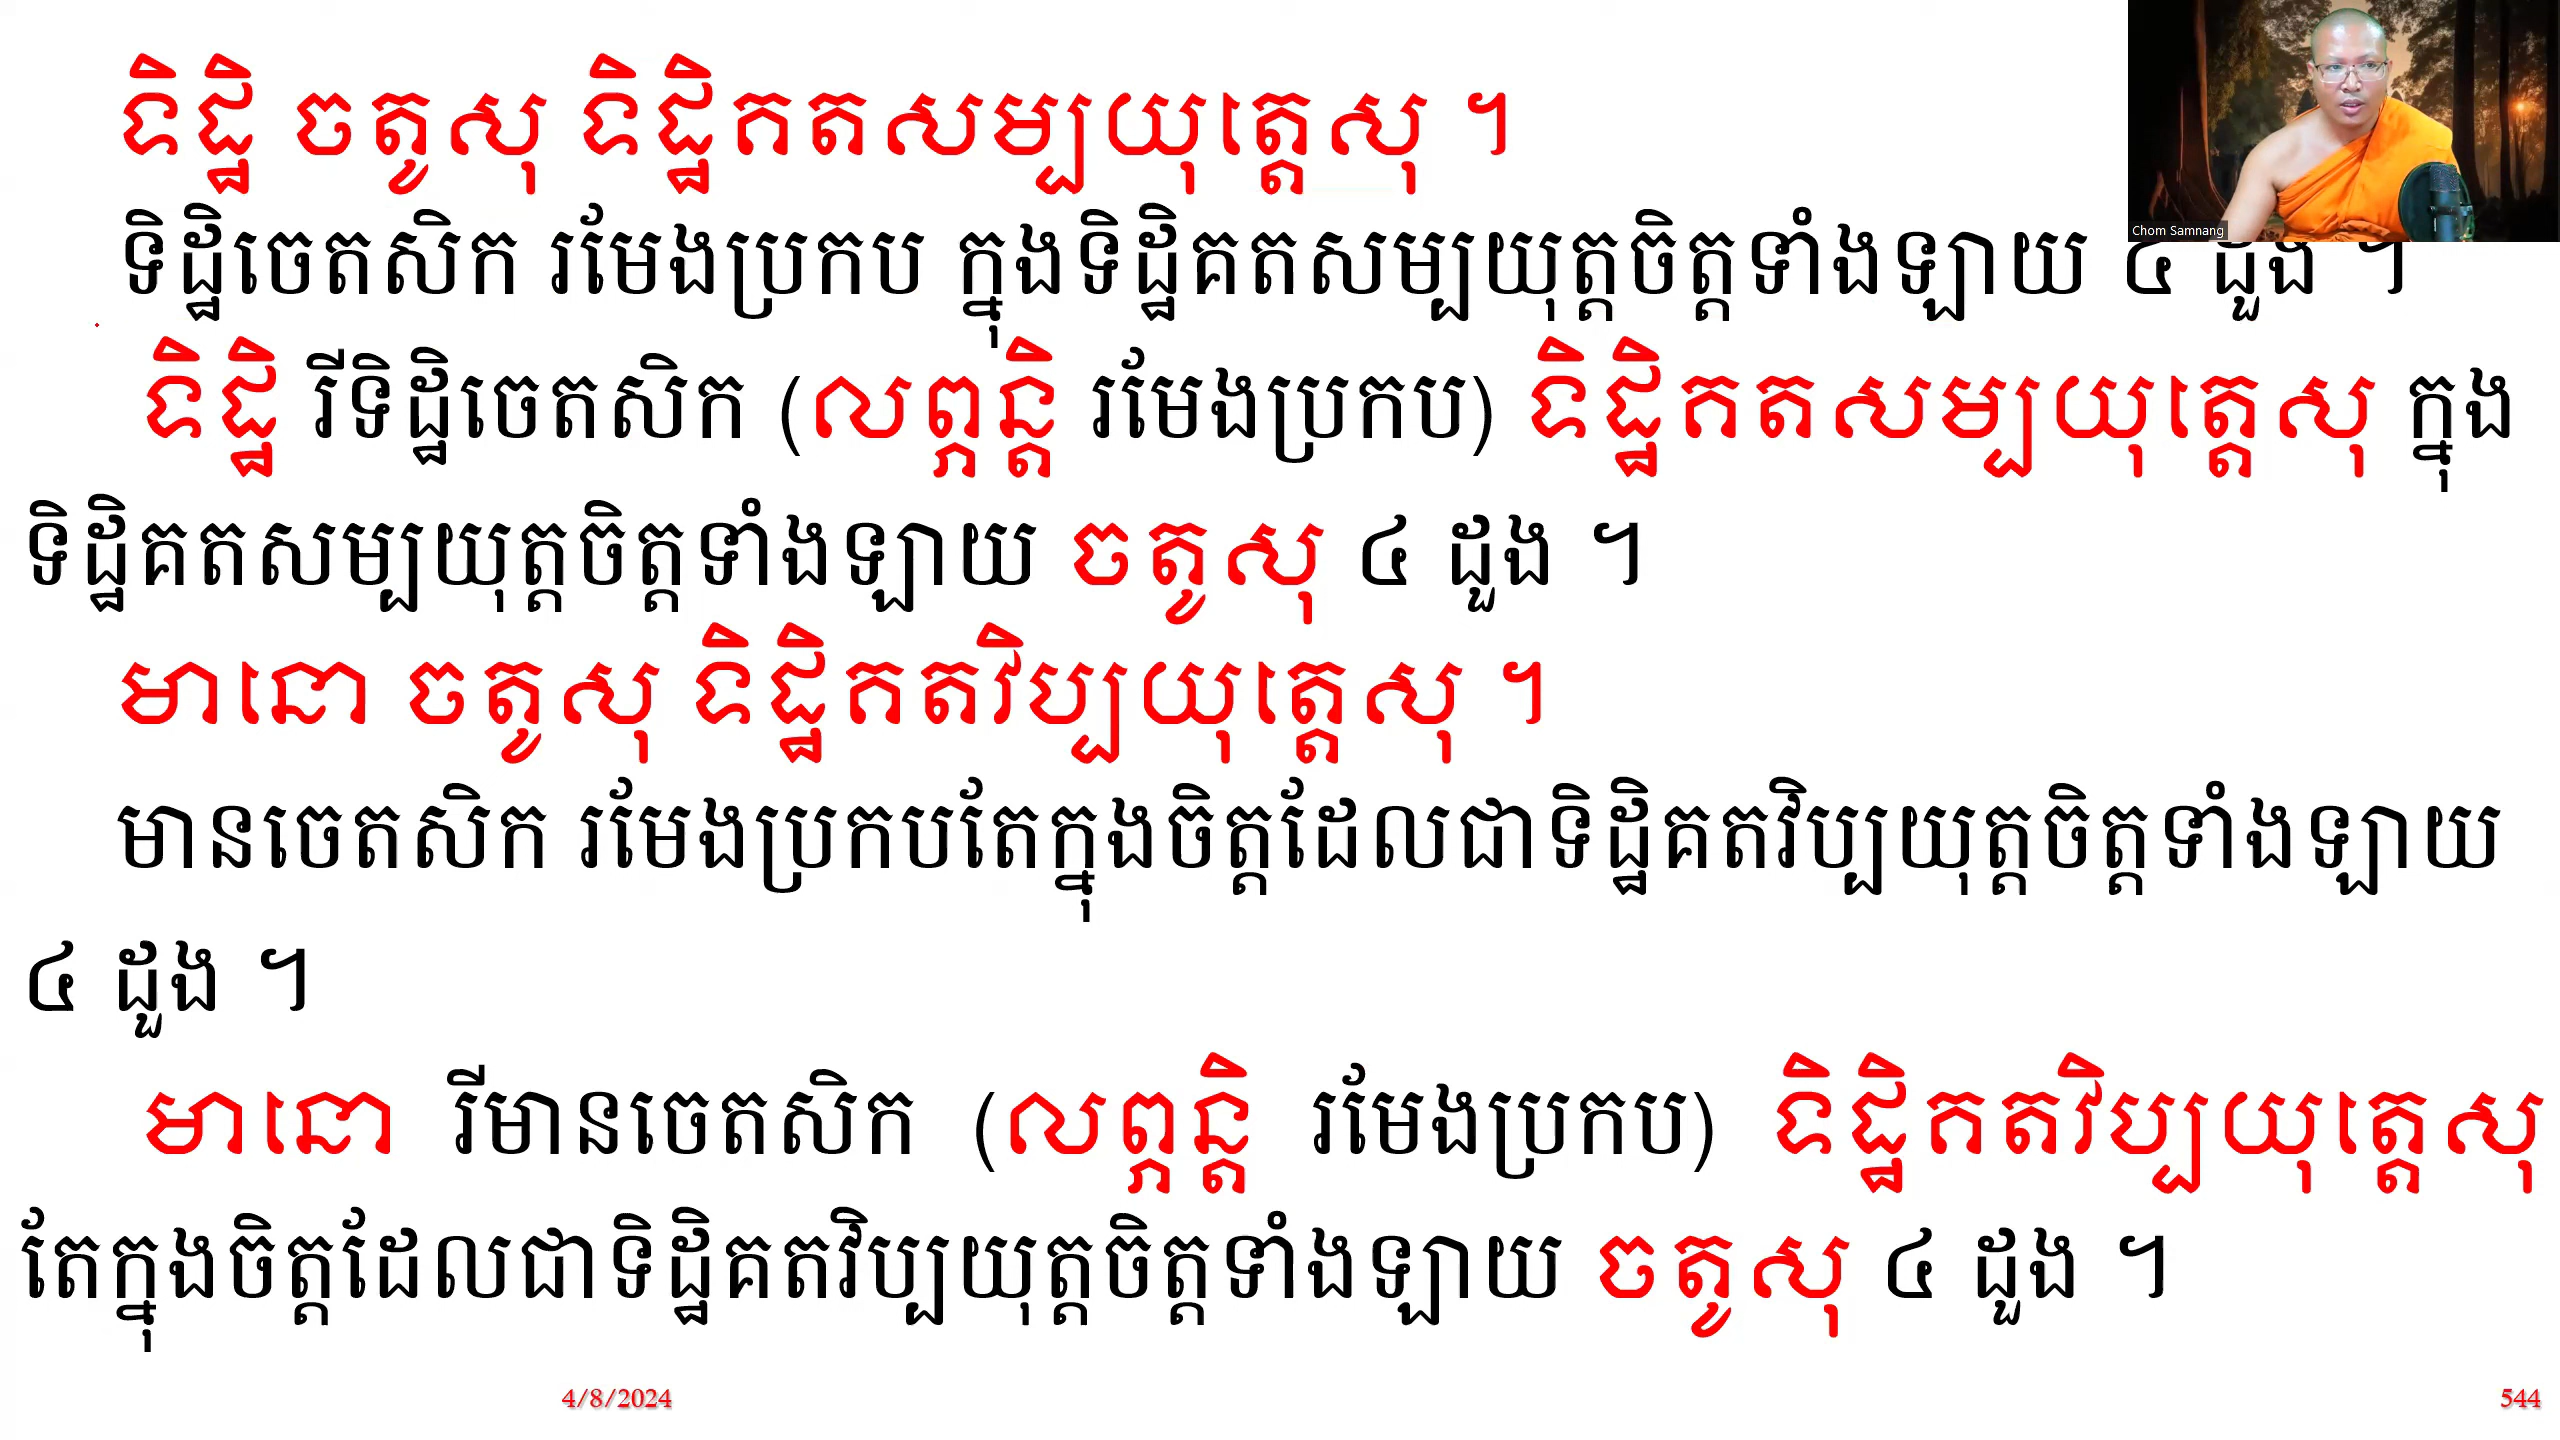 ទិដ្ឋិ ចតូសុ ទិដ្ឋិគតសម្បយុត្តេសុ ។
Chom Samnang
ទិដ្ឋិចេតសិក រមែងប្រកប ក្នុងទិដ្ឋិគតសម្បយុត្តចិត្តទាំងឡាយ ៤ ដួង ។
ទិដ្ឋិ រីទិដ្ឋិចេតសិក (លព្ភន្តិ រមែងប្រកប) ទិដ្ឋិគតសម្បយុត្តេសុ ក្នុង
ទិដ្ឋិគតសម្បយុត្តចិត្តទាំងឡាយ ចតូសុ ៤ ដួង ។
មានោ ចតូសុ ទិដ្ឋិគតវិប្បយុត្តេសុ ។
មានចេតសិក រមែងប្រកបតែក្នុងចិត្តដែលជាទិដ្ឋិគតវិប្បយុត្តចិត្តទាំងឡាយ
៤ ដួង ។
មានោ រីមានចេតសិក (លព្ភន្តិ រមែងប្រកប) ទិដ្ឋិគតវិប្បយុត្តេសុ
តែក្នុងចិត្តដែលជាទិដ្ឋិគតវិប្បយុត្តចិត្តទាំងឡាយ ចតូសុ ៤ ដួង ។
4/8/2024
544